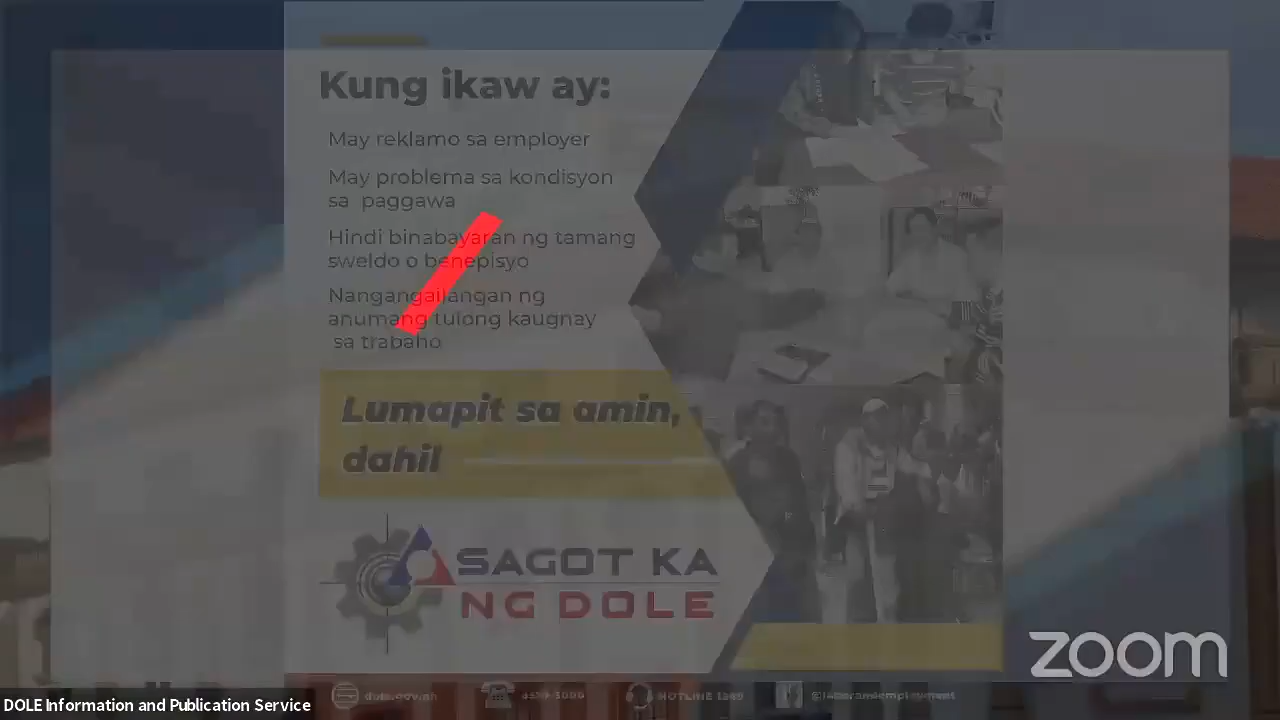 Kung ikaw ay:
May reklamo sa employer
May problema sa kondisyon
sa paggawa
Hindi binabayaran ng tamang
sweldo o benepisyo
Nangangailangan ng
anumang tulong kaugnay
sa trabaho
Lumapit sa amin,
dahil
SAGOT KA
NG DOLE
HOTLINE 1349
zoom
DOLE Information and Publication Service